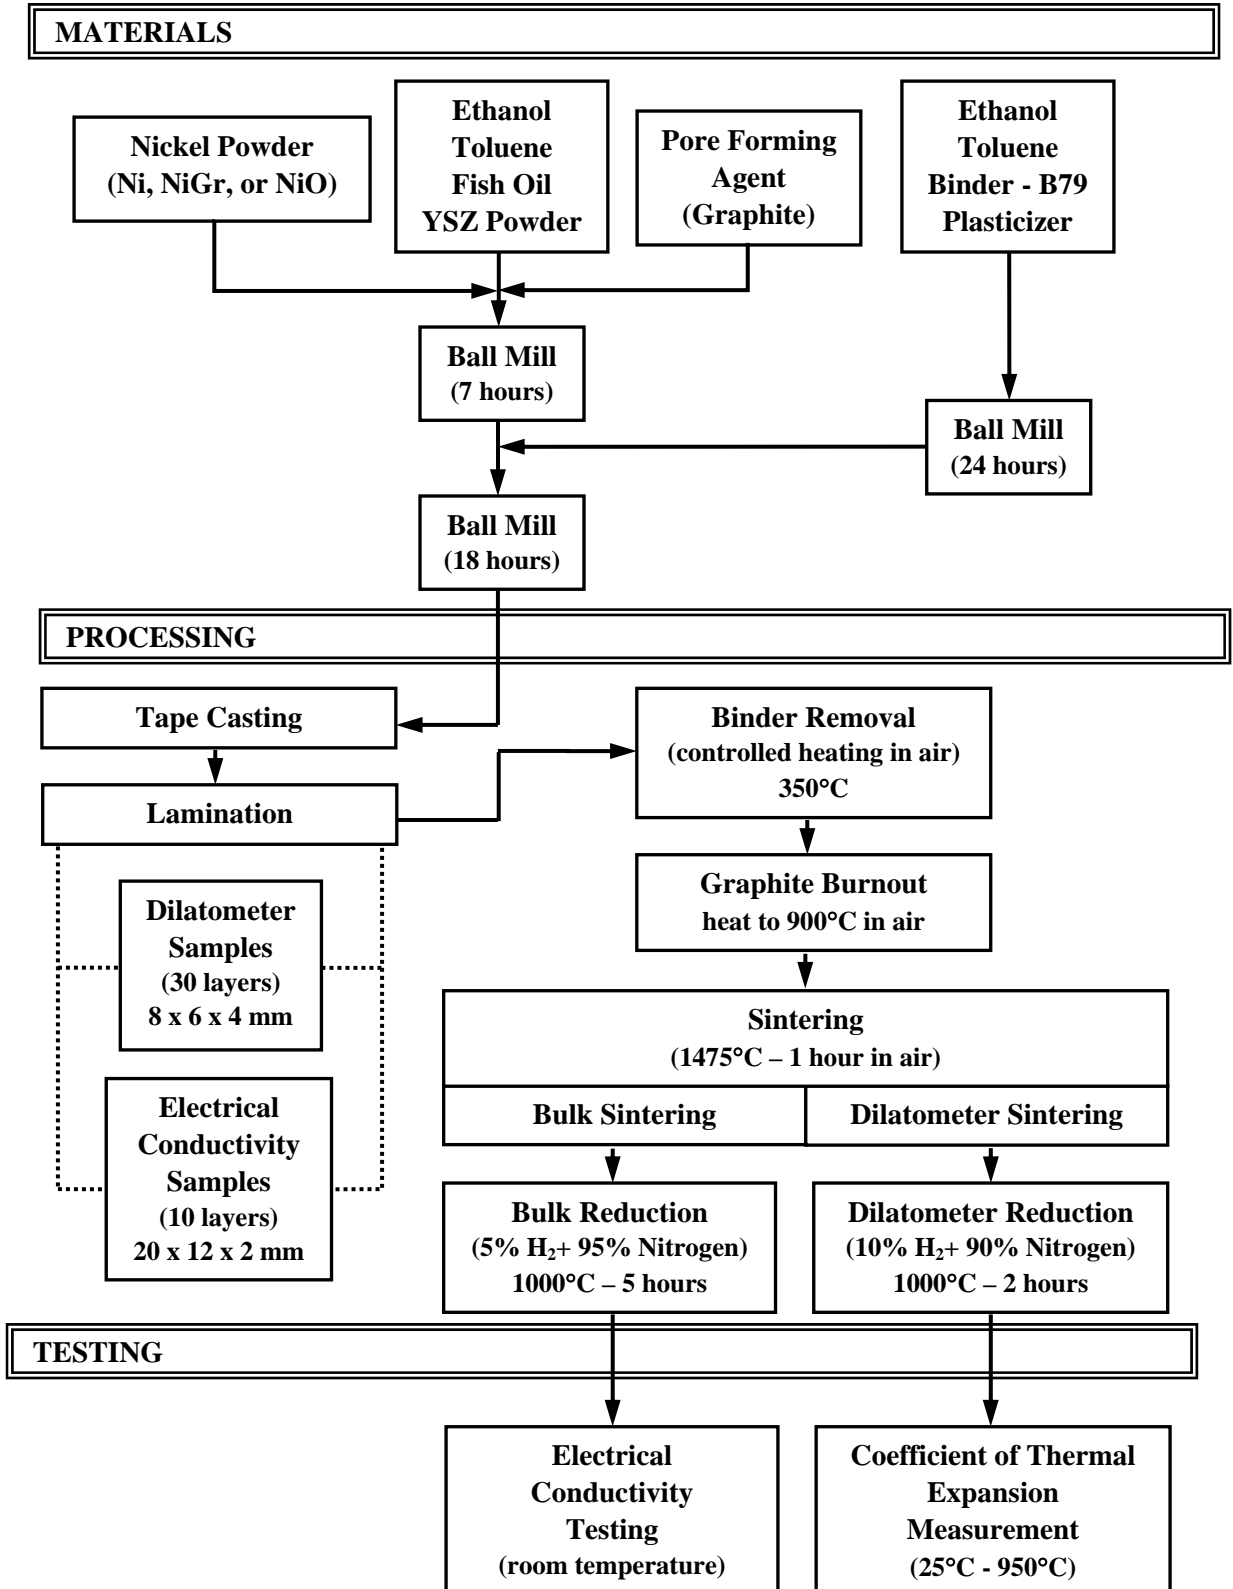 MATERIALS
Nickel Powder
(Ni, NiGr, or NiO)
Ethanol
Toluene
Fish Oil
YSZ Powder
Pore Forming
Agent
(Graphite)
Ethanol
Toluene
Binder - B79
Plasticizer
Ball Mill
(7 hours)
Ball Mill
(24 hours)
Ball Mill
(18 hours)
PROCESSING
Tape Casting
Lamination
Dilatometer
Samples
(30 layers)
8 x 6 x 4 mm
Electrical
Conductivity
Samples
(10 layers)
20 x 12 x 2 mm
Binder Removal
(controlled heating in air)
350°C
Graphite Burnout
heat to 900°C in air
Sintering
(1475°C – 1 hour in air)
Bulk Sintering
Dilatometer Sintering
Bulk Reduction
(5% H₂+ 95% Nitrogen)
1000°C – 5 hours
Dilatometer Reduction
(10% H₂+ 90% Nitrogen)
1000°C – 2 hours
TESTING
Electrical
Conductivity
Testing
(room temperature)
Coefficient of Thermal
Expansion
Measurement
(25°C - 950°C)